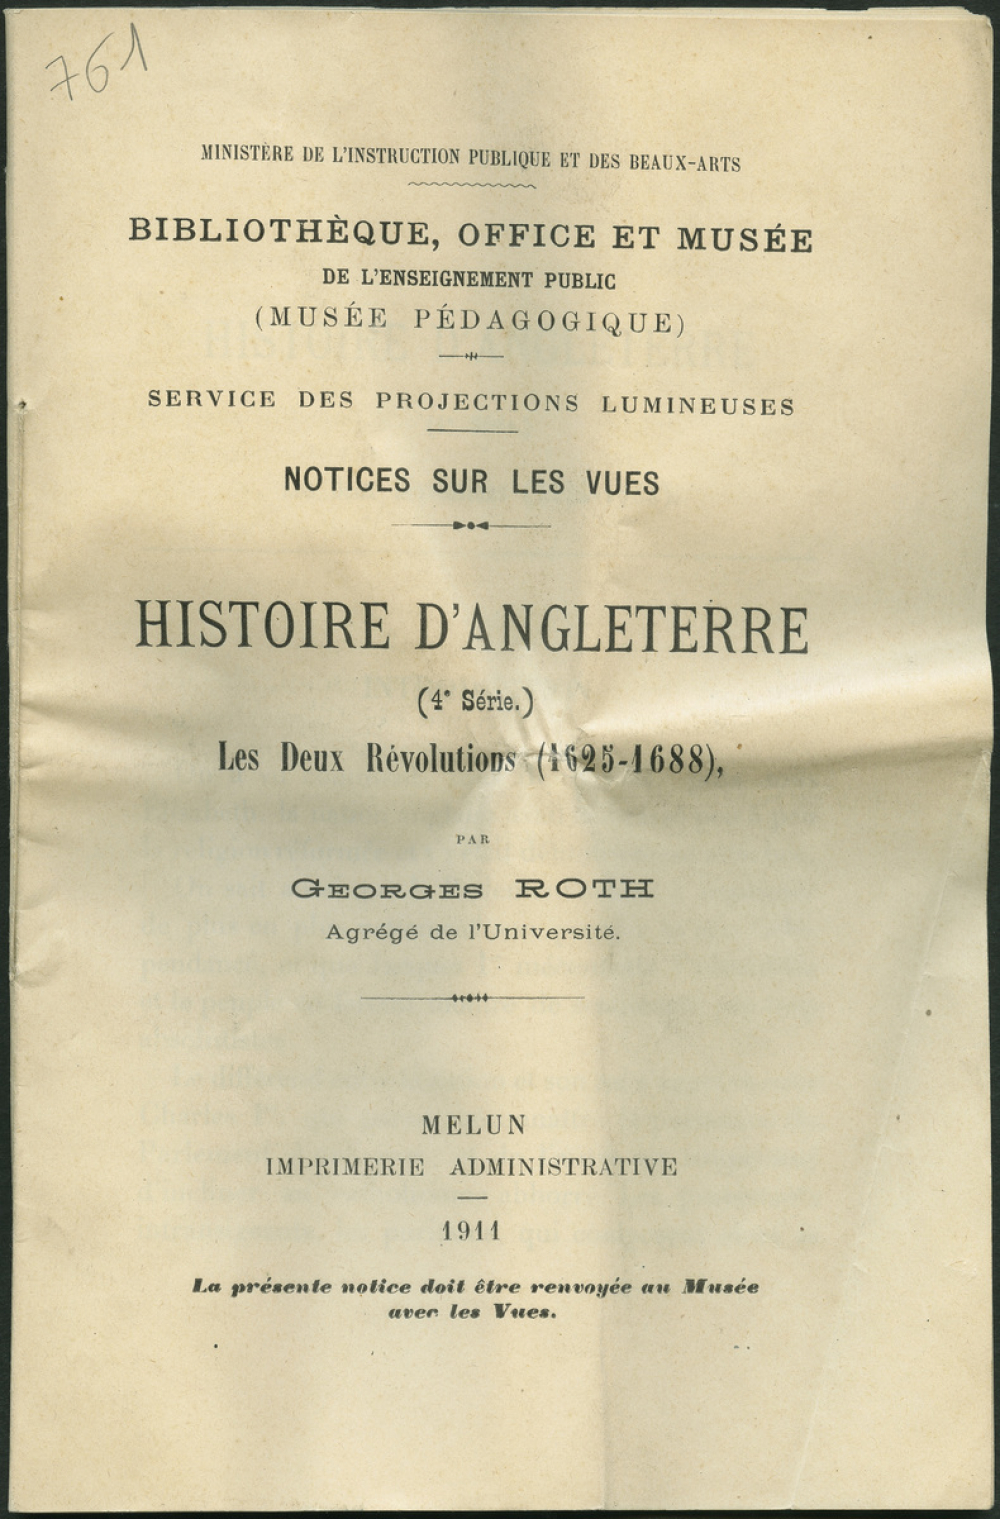 761
MINISTÈRE DE L'INSTRUCTION PUBLIQUE ET DES BEAUX-ARTS
BIBLIOTHÈQUE, OFFICE ET MUSÉE
DE L'ENSEIGNEMENT PUBLIC
(MUSÉE PÉDAGOGIQUE)
SERVICE DES PROJECTIONS LUMINEUSES
NOTICES SUR LES VUES
HISTOIRE D'ANGLETERRE
(4e Série.)
Les Deux Révolutions (1625-1688),
PAR
GEORGES ROTH
Agrégé de l'Université.
MELUN
IMPRIMERIE ADMINISTRATIVE
1911
La présente notice doit être renvoyée au Musée
avec les Vues.